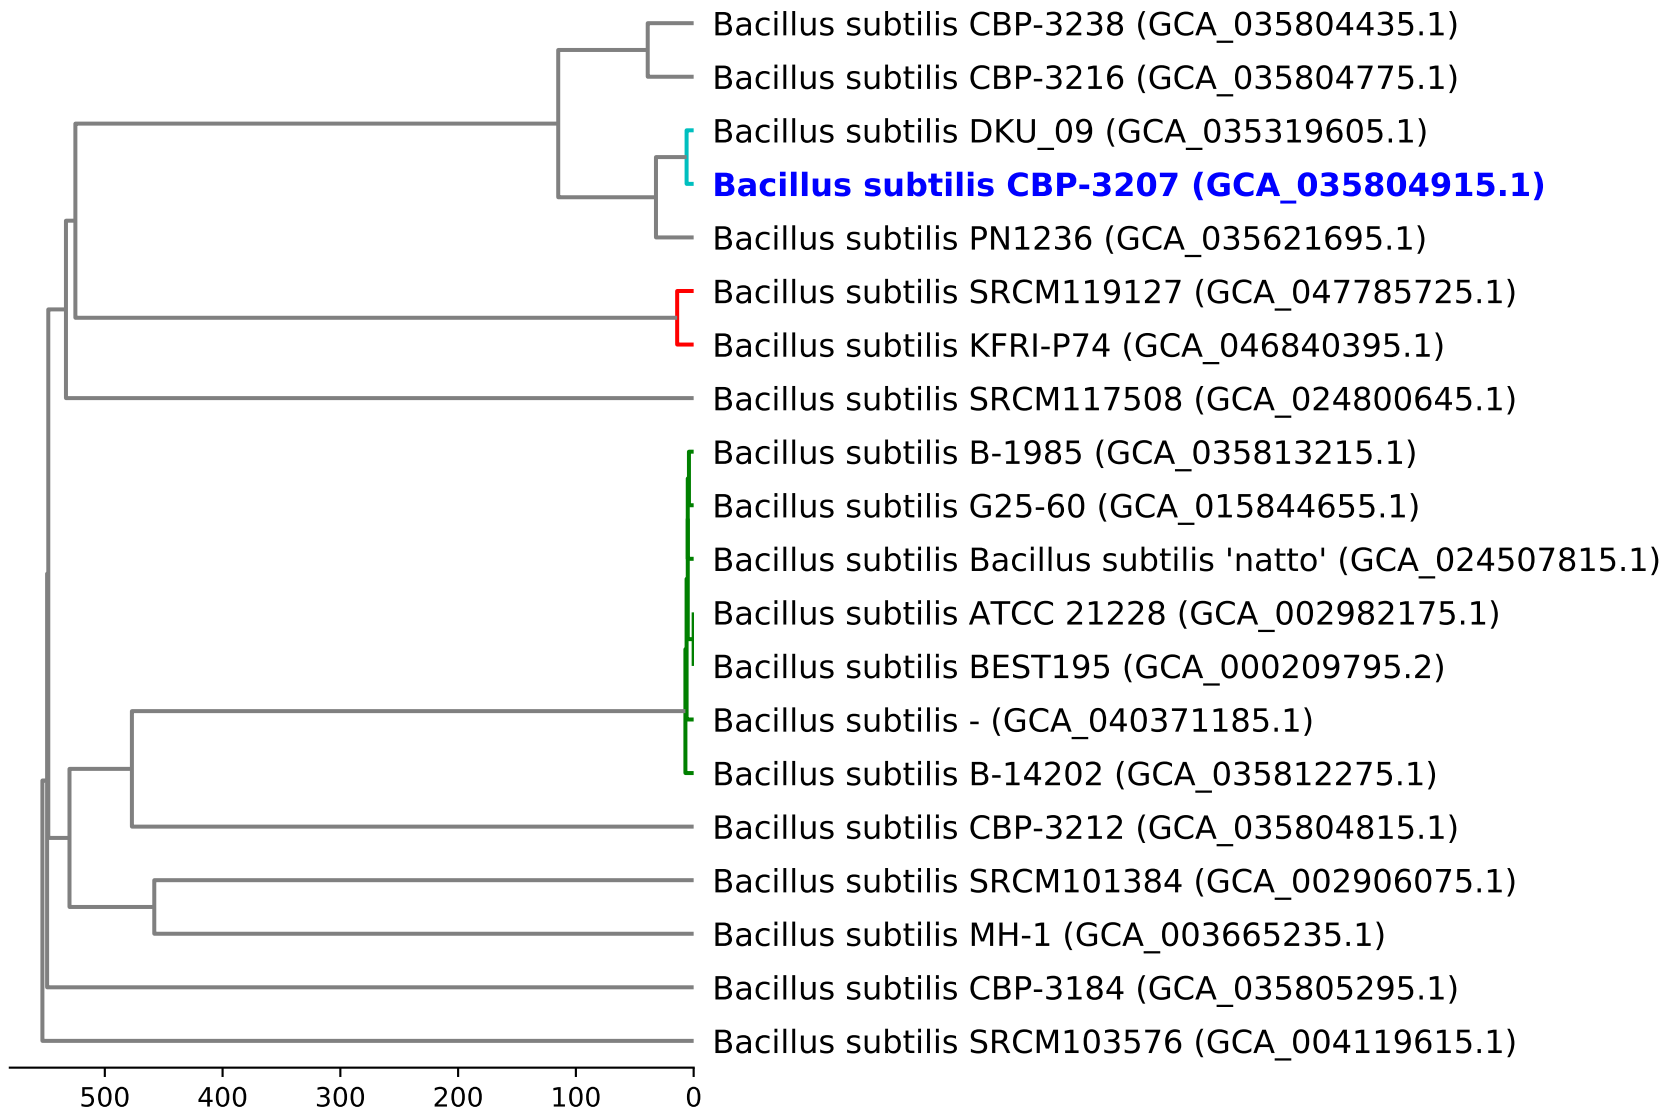 Bacillus subtilis CBP-3238 (GCA_035804435.1)
Bacillus subtilis CBP-3216 (GCA_035804775.1)
Bacillus subtilis DKU_09 (GCA_035319605.1)
Bacillus subtilis CBP-3207 (GCA_035804915.1)
Bacillus subtilis PN1236 (GCA_035621695.1)
Bacillus subtilis SRCM119127 (GCA_047785725.1)
Bacillus subtilis KFRI-P74 (GCA_046840395.1)
Bacillus subtilis SRCM117508 (GCA_024800645.1)
Bacillus subtilis B-1985 (GCA_035813215.1)
Bacillus subtilis G25-60 (GCA_015844655.1)
Bacillus subtilis Bacillus subtilis 'natto' (GCA_024507815.1)
Bacillus subtilis ATCC 21228 (GCA_002982175.1)
Bacillus subtilis BEST195 (GCA_000209795.2)
Bacillus subtilis - (GCA_040371185.1)
Bacillus subtilis B-14202 (GCA_035812275.1)
Bacillus subtilis CBP-3212 (GCA_035804815.1)
Bacillus subtilis SRCM101384 (GCA_002906075.1)
Bacillus subtilis MH-1 (GCA_003665235.1)
Bacillus subtilis CBP-3184 (GCA_035805295.1)
Bacillus subtilis SRCM103576 (GCA_004119615.1)
500 400 300 200 100 0